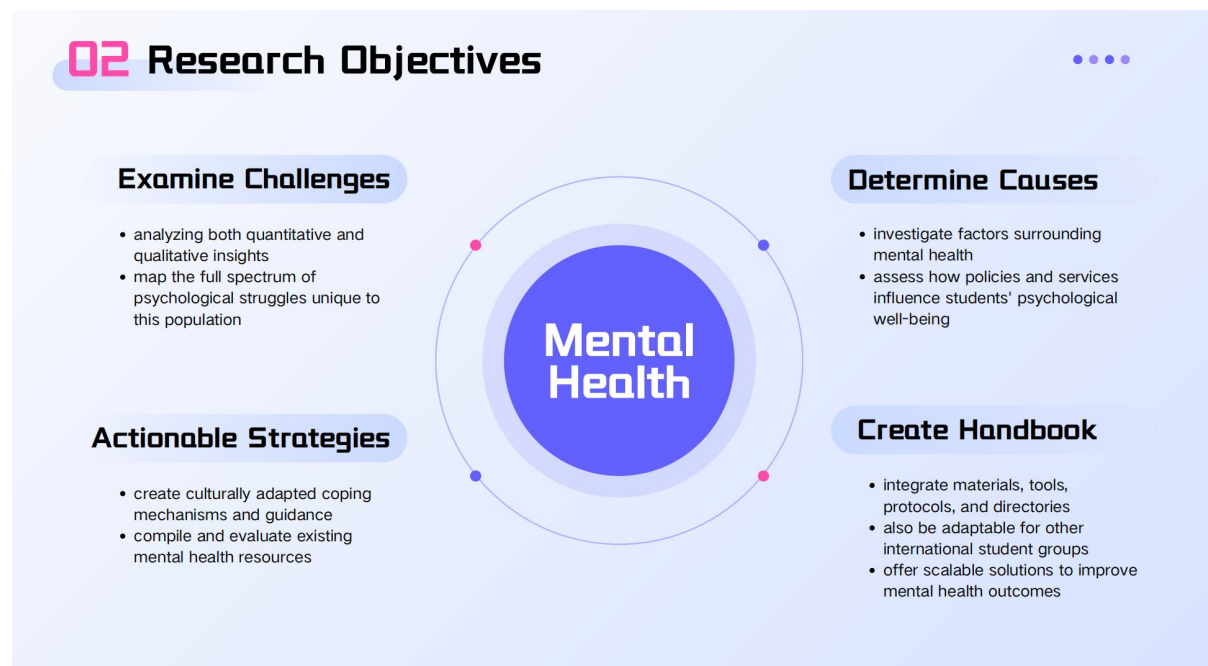 02 Research Objectives
Examine Challenges
• analyzing both quantitative and
qualitative insights
• map the full spectrum of
psychological struggles unique to
this population
Actionable Strategies
• create culturally adapted coping
mechanisms and guidance
• compile and evaluate existing
mental health resources
Mental
Health
Determine Causes
• investigate factors surrounding
mental health
• assess how policies and services
influence students' psychological
well-being
Create Handbook
• integrate materials, tools,
protocols, and directories
• also be adaptable for other
international student groups
• offer scalable solutions to improve
mental health outcomes